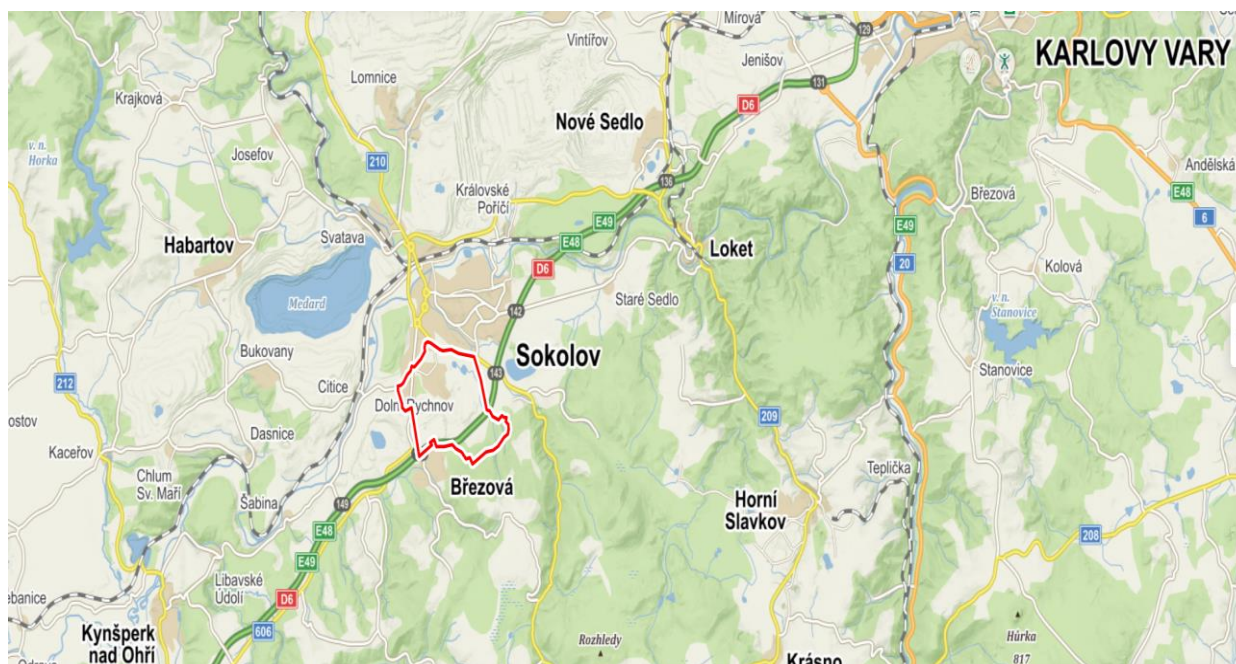 Mírová
129
Vintířov
KARLOVY VARY
Jenišov
Lomnice
131
Krajková
D6
Nové Sedlo
v. n.
Horka
Josefov
210
Andělská
136
Královské
Poříčí
Březová
E48
E49
6
E49
Habartov
Svatava
E48
Loket
20
D6
Kolová
Medard
Staré Sedlo
v. n.
Stanovice
142
Sokolov
Bukovany
143
Stanovice
212
Citice
Dolní Rychnov
209
Dasnice
Kaceřov
Teplička
Chlum
Sv. Maří
Březová
Šabina
149
Horní
Slavkov
E48
208
E49
Libavské
Údolí
D6
606
Kynšperk
nad Ohří
Rozhledy
Hůrka
817
Krásno